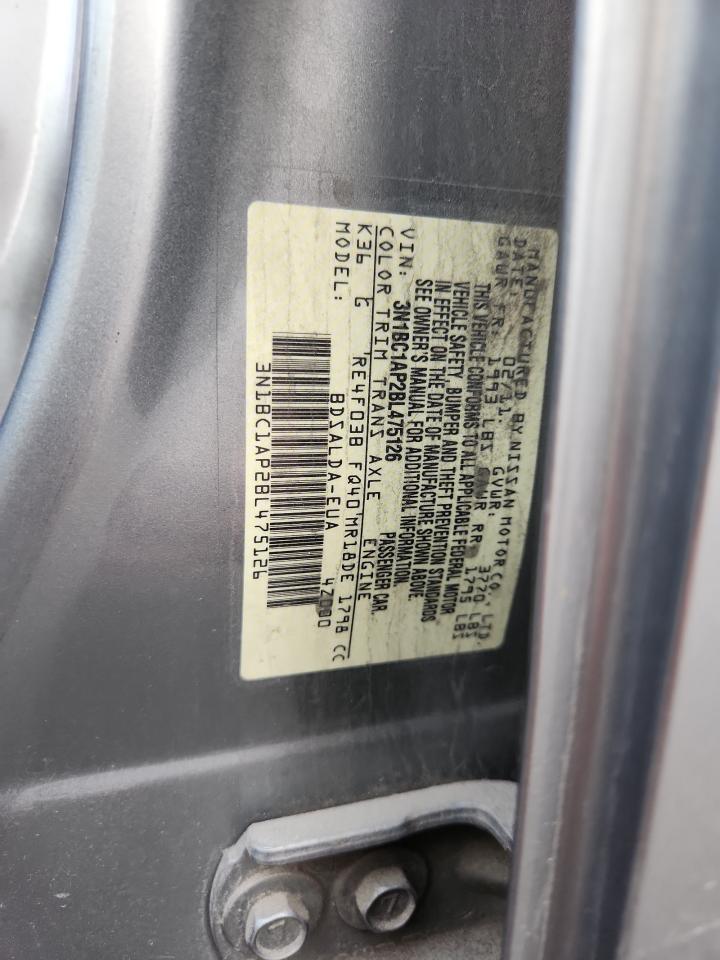 MANUFACTURED BY NISSAN MOTOR CO., LTD.
DATE: 02/11. GVWR: 3770 LBS
GAWR FR: 1993 LBS GAWR RR: 1795 LBS
THIS VEHICLE CONFORMS TO ALL APPLICABLE FEDERAL MOTOR
VEHICLE SAFETY, BUMPER AND THEFT PREVENTION STANDARDS
IN EFFECT ON THE DATE OF MANUFACTURE SHOWN ABOVE.
SEE OWNER'S MANUAL FOR ADDITIONAL INFORMATION.
VIN: 3N1BC1AP2BL475126 PASSENGER CAR.
COLOR TRIM TRANS AXLE ENGINE
K36 G RE4F03B FQ40 MR18DE 1798 CC
MODEL: BDSALDA-EUA 4Z000
3N1BC1AP2BL475126
7